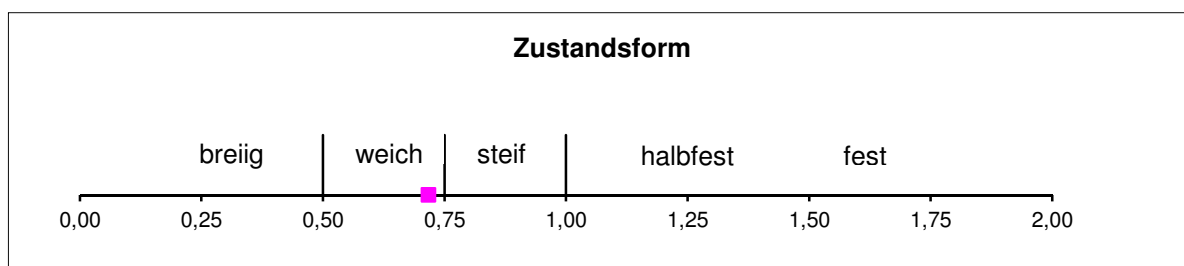 Zustandsform
breiig weich steif halbfest fest
0,00 0,25 0,50 0,75 1,00 1,25 1,50 1,75 2,00